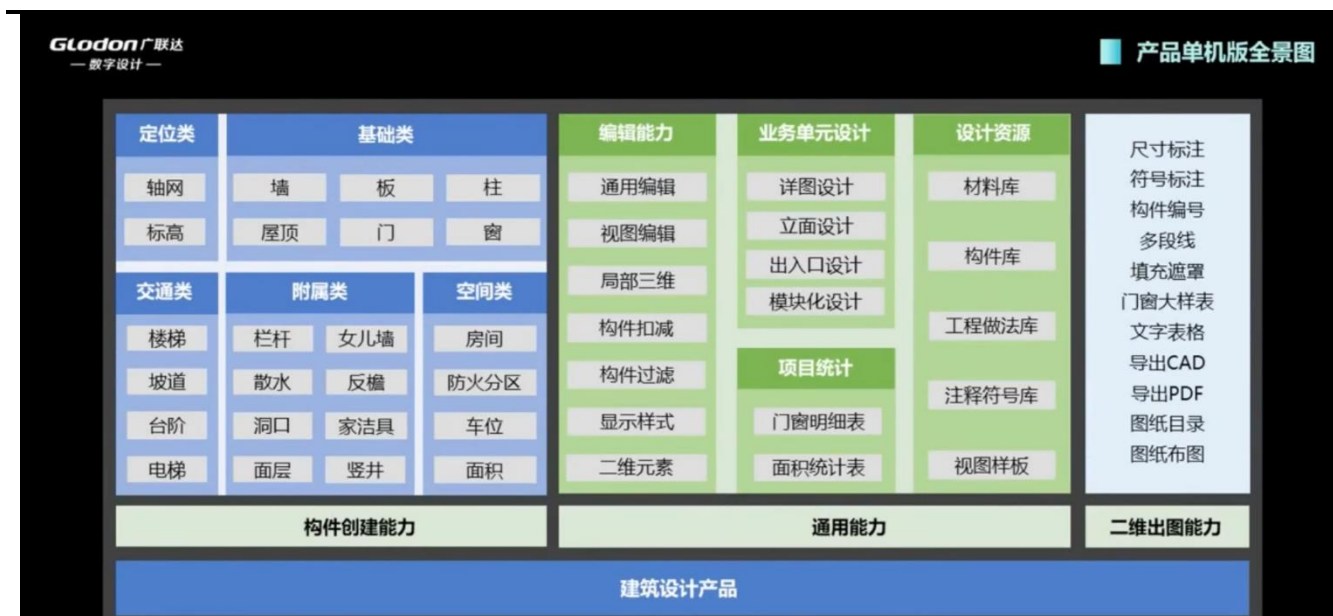 GLodon广联达
— 数字设计 —
产品单机版全景图
定位类
轴网
标高
基础类
墙 板 柱
屋顶 门 窗
交通类
楼梯
坡道
台阶
电梯
附属类
栏杆 女儿墙
散水 反檐
洞口 家洁具
面层 竖井
空间类
房间
防火分区
车位
面积
构件创建能力
编辑能力
通用编辑
视图编辑
局部三维
构件扣减
构件过滤
显示样式
二维元素
业务单元设计
详图设计
立面设计
出入口设计
模块化设计
项目统计
门窗明细表
面积统计表
设计资源
材料库
构件库
工程做法库
注释符号库
视图样板
通用能力
尺寸标注
符号标注
构件编号
多段线
填充遮罩
门窗大样表
文字表格
导出CAD
导出PDF
图纸目录
图纸布图
二维出图能力
建筑设计产品